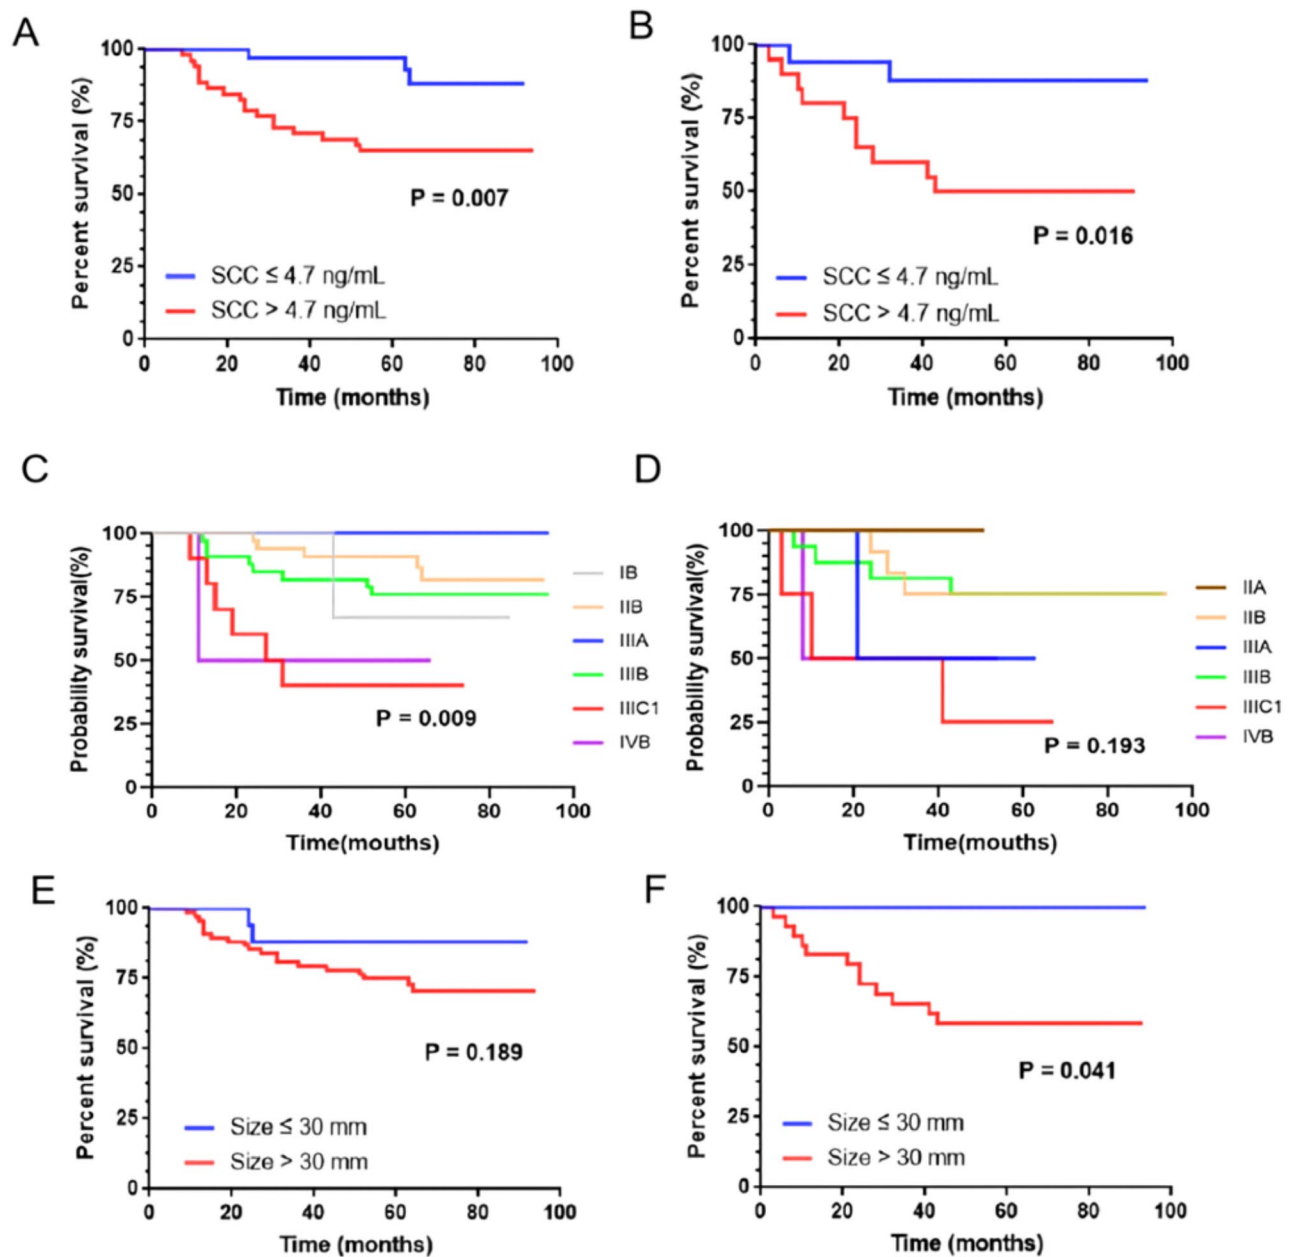 A
Percent survival (%)
100
75
50
25
0
P = 0.007
SCC ≤ 4.7 ng/mL
SCC > 4.7 ng/mL
0 20 40 60 80 100
Time (months)
B
Percent survival (%)
100
75
50
25
0
P = 0.016
SCC ≤ 4.7 ng/mL
SCC > 4.7 ng/mL
0 20 40 60 80 100
Time (months)
C
Probability survival(%)
100
75
50
25
0
P = 0.009
IB
IIB
IIIA
IIIB
IIIC1
IVB
0 20 40 60 80 100
Time(mouths)
D
Probability survival(%)
100
75
50
25
0
P = 0.193
IIA
IIB
IIIA
IIIB
IIIC1
IVB
0 20 40 60 80 100
Time(mouths)
E
Percent survival (%)
100
75
50
25
0
P = 0.189
Size ≤ 30 mm
Size > 30 mm
0 20 40 60 80 100
Time (months)
F
Percent survival (%)
100
75
50
25
0
P = 0.041
Size ≤ 30 mm
Size > 30 mm
0 20 40 60 80 100
Time (months)